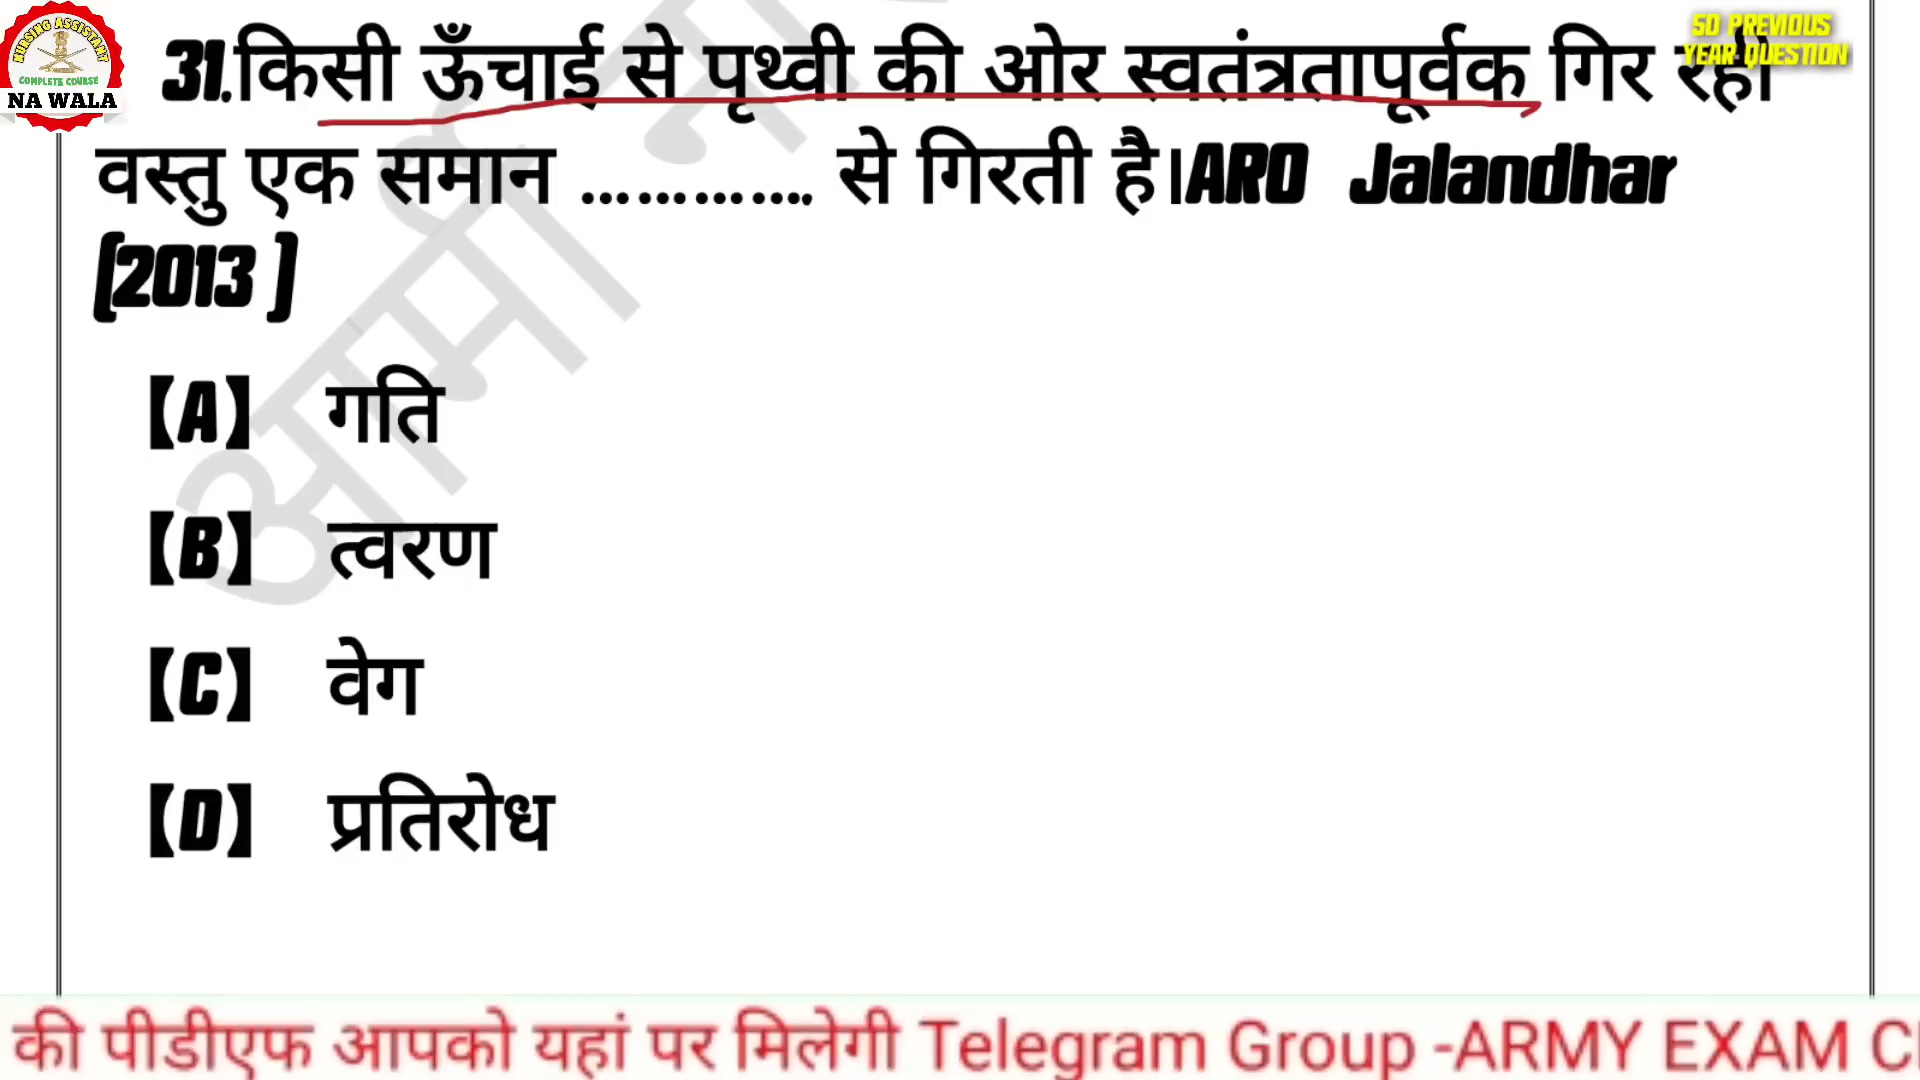 NURSING ASSISTANT
COMPLETE COURSE
NA WALA
50 PREVIOUS
YEAR QUESTION
31.किसी ऊँचाई से पृथ्वी की ओर स्वतंत्रतापूर्वक गिर रही
वस्तु एक समान ............. से गिरती है।ARO Jalandhar
(2013 )
【A】 गति
【B】 त्वरण
【C】 वेग
【D】 प्रतिरोध
की पीडीएफ आपको यहां पर मिलेगी Telegram Group -ARMY EXAM